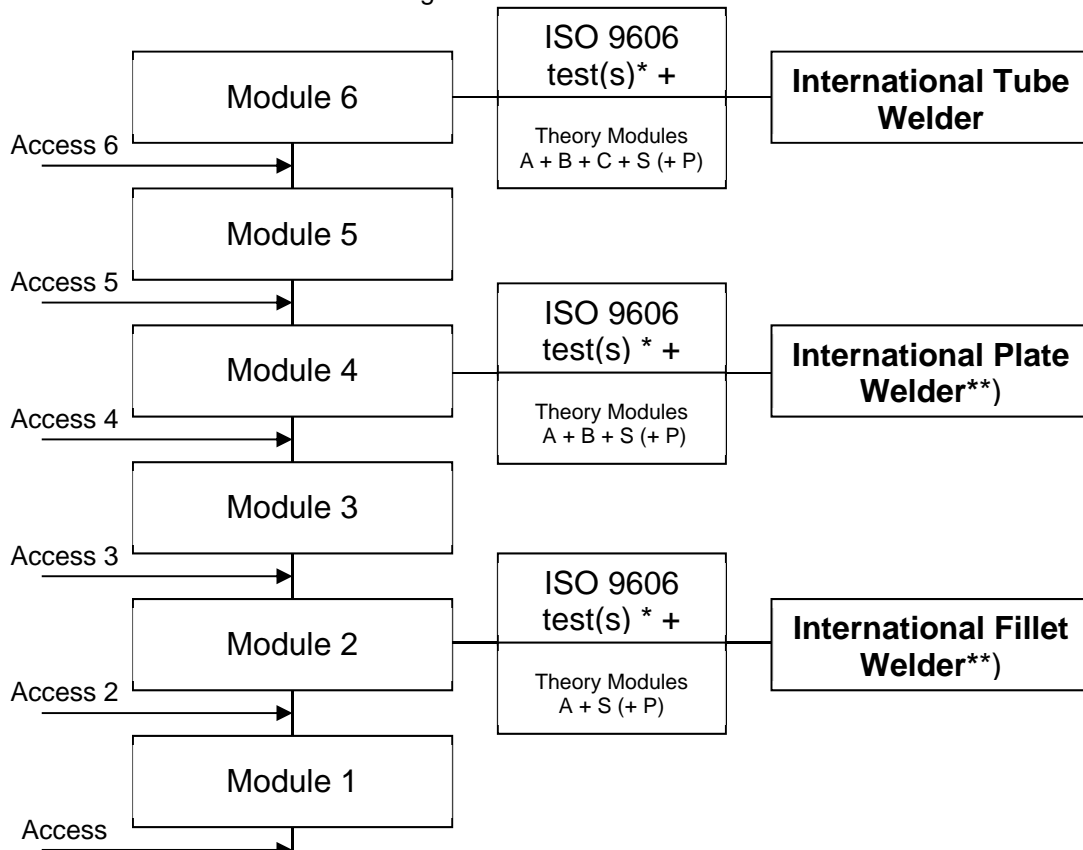 g
ISO 9606
test(s)* +
Module 6
International Tube
Welder
Theory Modules
A + B + C + S (+ P)
Access 6
Module 5
Access 5
ISO 9606
test(s) * +
Module 4
International Plate
Welder**)
Theory Modules
A + B + S (+ P)
Access 4
Module 3
Access 3
ISO 9606
test(s) * +
Module 2
International Fillet
Welder**)
Theory Modules
A + S (+ P)
Access 2
Module 1
Access